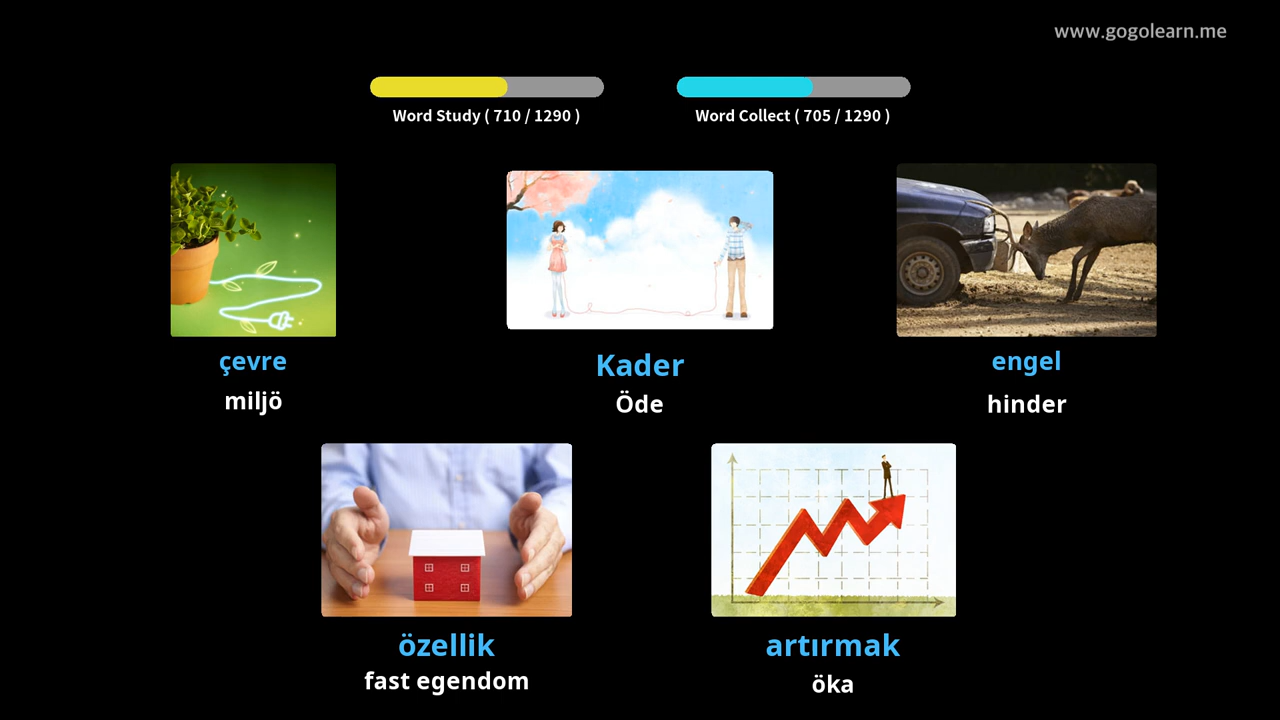 www.gogolearn.me
Word Study ( 710 / 1290 )
Word Collect ( 705 / 1290 )
çevre
miljö
Kader
Öde
engel
hinder
özellik
fast egendom
artırmak
öka